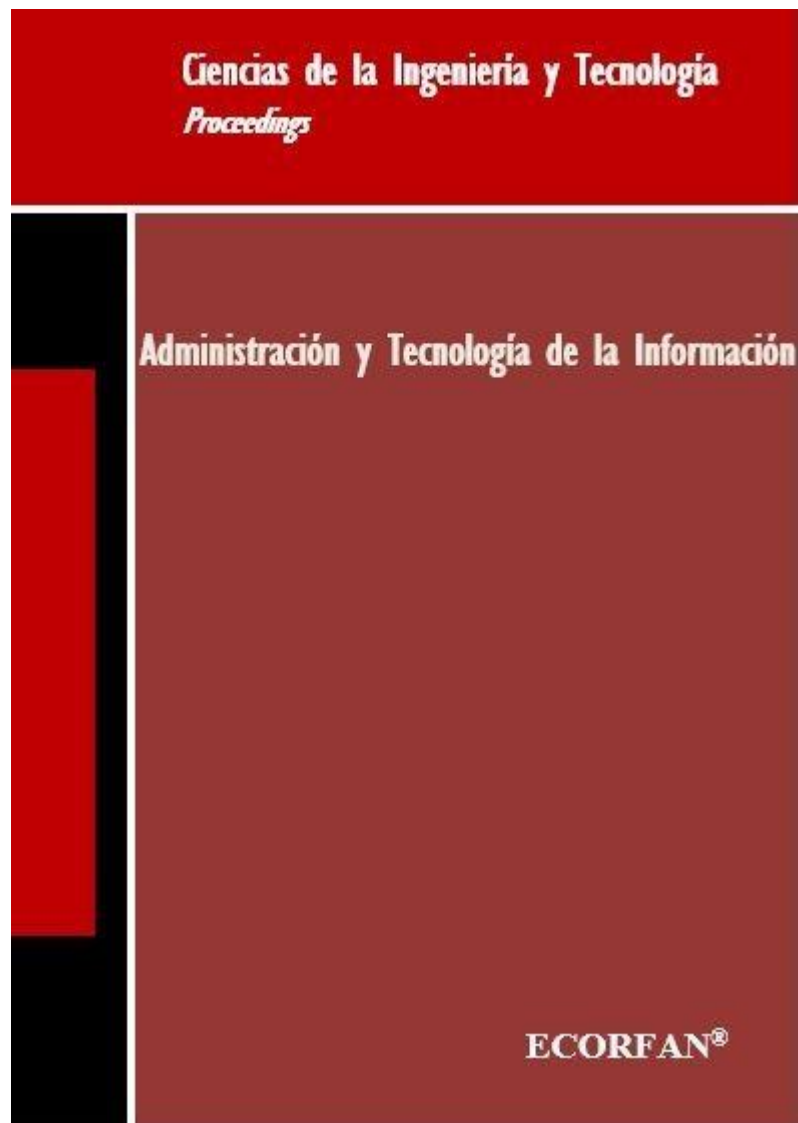 Ciencias de la Ingeniería y Tecnología
Proceedings
Administración y Tecnología de la Información
ECORFAN®